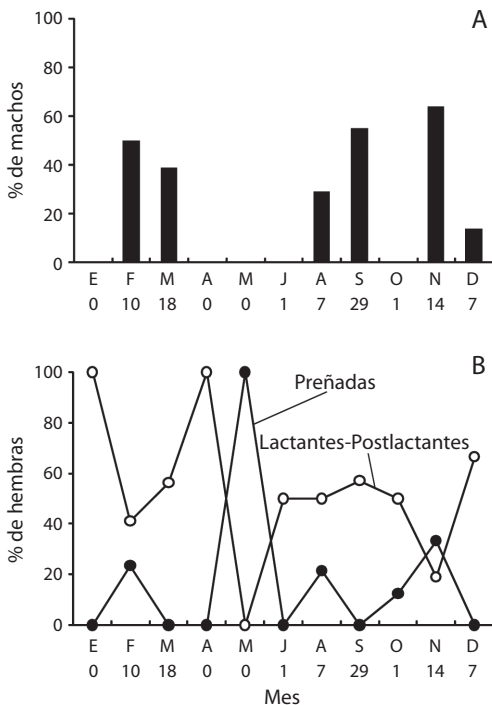 A
% de machos
100
80
60
40
20
0
E F M A M J A S O N D
0 10 18 0 0 1 7 29 1 14 7
B
% de hembras
100
80
60
40
20
0
Preñadas
Lactantes-Postlactantes
E F M A M J A S O N D
0 10 18 0 0 1 7 29 1 14 7
Mes